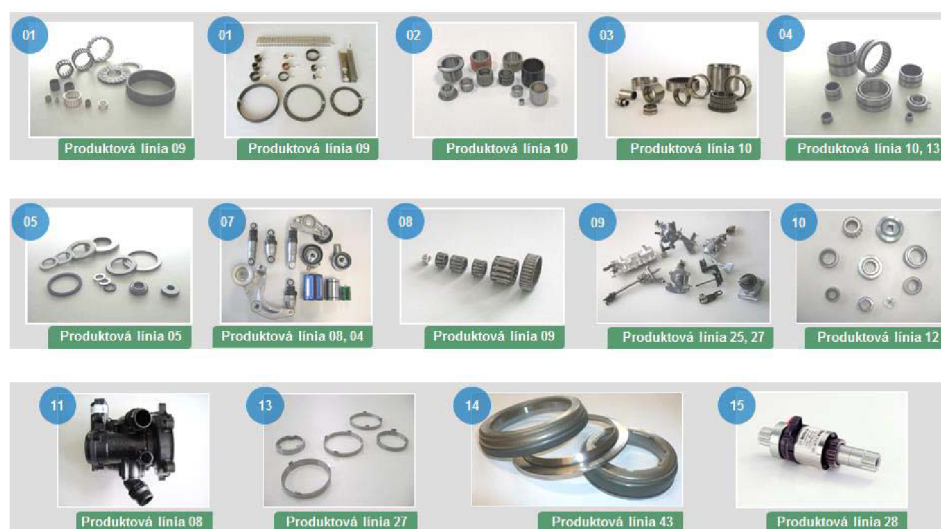 01
Produktová línia 09
01
Produktová línia 09
02
Produktová línia 10
03
Produktová línia 10
04
Produktová línia 10, 13
05
Produktová línia 05
07
Produktová línia 08, 04
08
Produktová línia 09
09
Produktová línia 25, 27
10
Produktová línia 12
11
Produktová línia 08
13
Produktová línia 27
14
Produktová línia 43
15
Produktová línia 28